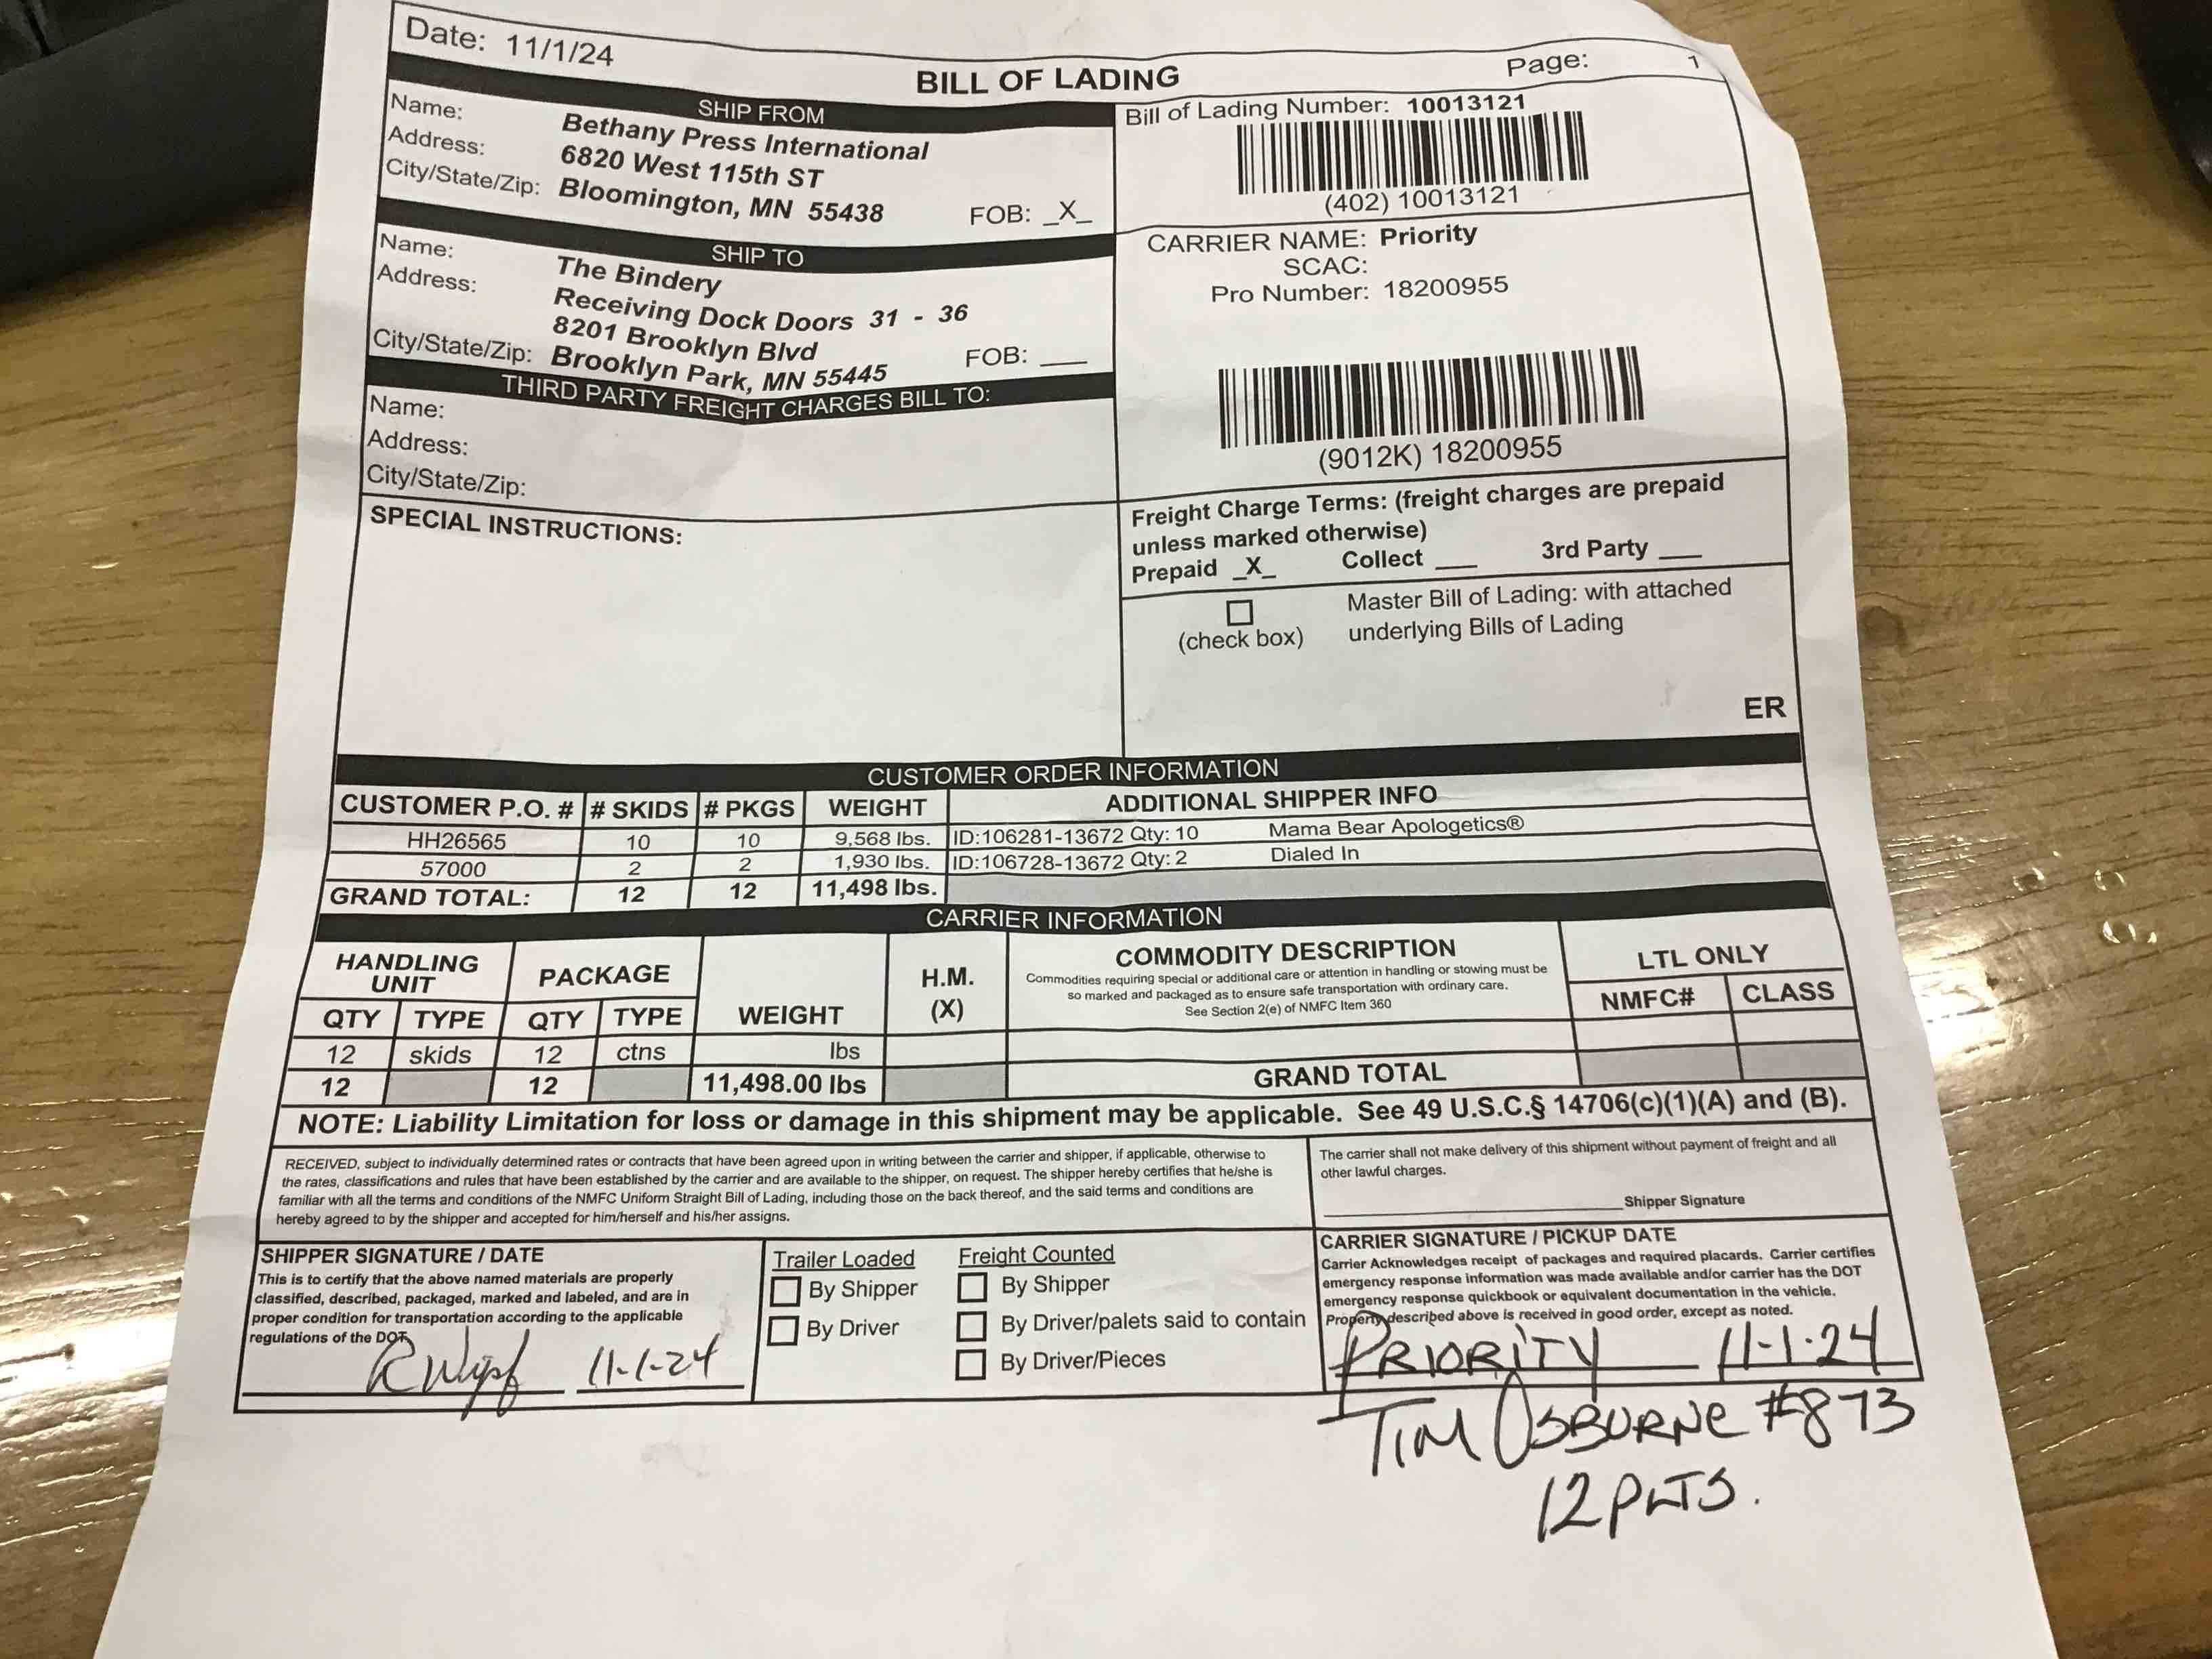 Date: 11/1/24
BILL OF LADING
Page: 1
SHIP FROM
Name: Bethany Press International
Address: 6820 West 115th ST
City/State/Zip: Bloomington, MN 55438
FOB: _X_
Bill of Lading Number: 10013121
(402) 10013121
SHIP TO
Name: The Bindery
Address: Receiving Dock Doors 31 - 36
8201 Brooklyn Blvd
City/State/Zip: Brooklyn Park, MN 55445
FOB: ___
CARRIER NAME: Priority
SCAC:
Pro Number: 18200955
(9012K) 18200955
THIRD PARTY FREIGHT CHARGES BILL TO:
Name:
Address:
City/State/Zip:
SPECIAL INSTRUCTIONS:
Freight Charge Terms: (freight charges are prepaid
unless marked otherwise)
Prepaid _X_ Collect ___ 3rd Party ___
(check box)
Master Bill of Lading: with attached
underlying Bills of Lading
ER
CUSTOMER ORDER INFORMATION
CUSTOMER P.O. # # SKIDS # PKGS WEIGHT ADDITIONAL SHIPPER INFO
HH26565 10 10 9,568 lbs. ID:106281-13672 Qty: 10 Mama Bear Apologetics®
57000 2 2 1,930 lbs. ID:106728-13672 Qty: 2 Dialed In
GRAND TOTAL: 12 12 11,498 lbs.
CARRIER INFORMATION
HANDLING
UNIT
PACKAGE
WEIGHT
H.M.
(X)
COMMODITY DESCRIPTION
Commodities requiring special or additional care or attention in handling or stowing must be
so marked and packaged as to ensure safe transportation with ordinary care.
See Section 2(e) of NMFC Item 360
LTL ONLY
QTY TYPE QTY TYPE
NMFC# CLASS
12 skids 12 ctns lbs
12 12 11,498.00 lbs GRAND TOTAL
NOTE: Liability Limitation for loss or damage in this shipment may be applicable. See 49 U.S.C.§ 14706(c)(1)(A) and (B).
RECEIVED, subject to individually determined rates or contracts that have been agreed upon in writing between the carrier and shipper, if applicable, otherwise to
the rates, classifications and rules that have been established by the carrier and are available to the shipper, on request. The shipper hereby certifies that he/she is
familiar with all the terms and conditions of the NMFC Uniform Straight Bill of Lading, including those on the back thereof, and the said terms and conditions are
hereby agreed to by the shipper and accepted for him/herself and his/her assigns.
The carrier shall not make delivery of this shipment without payment of freight and all
other lawful charges.
Shipper Signature
SHIPPER SIGNATURE / DATE
This is to certify that the above named materials are properly
classified, described, packaged, marked and labeled, and are in
proper condition for transportation according to the applicable
regulations of the DOT.
11-1-24
Trailer Loaded
By Shipper
By Driver
Freight Counted
By Shipper
By Driver/palets said to contain
By Driver/Pieces
CARRIER SIGNATURE / PICKUP DATE
Carrier Acknowledges receipt of packages and required placards. Carrier certifies
emergency response information was made available and/or carrier has the DOT
emergency response quickbook or equivalent documentation in the vehicle.
Property described above is received in good order, except as noted.
PRIORITY 11-1-24
TIM OSBURNE #873
12 PLTS.